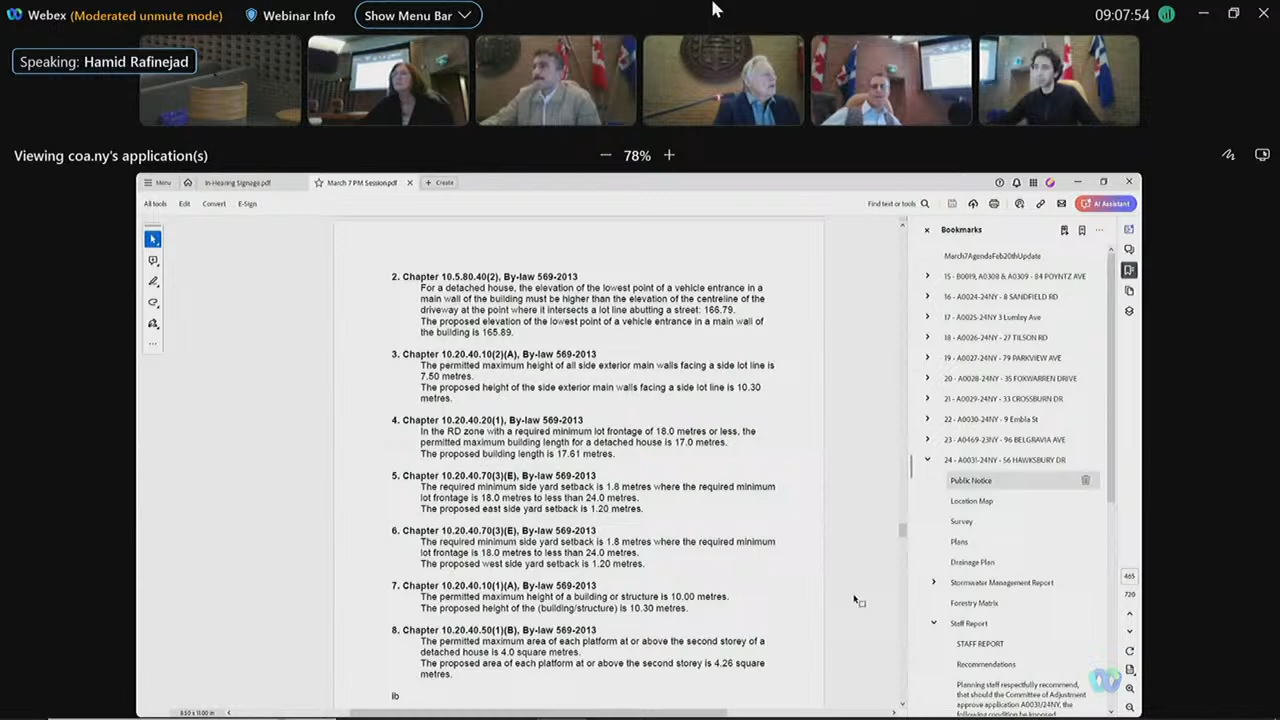 Webex (Moderated unmute mode) Webinar Info Show Menu Bar 09:07:54
Speaking: Hamid Rafinejad
Viewing coa.ny's application(s) 78%
Menu In-Hearing Signage.pdf March 7 PM Session.pdf Create
All tools Edit Convert E-Sign Find text or tools AI Assistant
2. Chapter 10.5.80.40(2), By-law 569-2013
For a detached house, the elevation of the lowest point of a vehicle entrance in a
main wall of the building must be higher than the elevation of the centreline of the
driveway at the point where it intersects a lot line abutting a street: 166.79.
The proposed elevation of the lowest point of a vehicle entrance in a main wall of
the building is 165.89.
3. Chapter 10.20.40.10(2)(A), By-law 569-2013
The permitted maximum height of all side exterior main walls facing a side lot line is
7.50 metres.
The proposed height of the side exterior main walls facing a side lot line is 10.30
metres.
4. Chapter 10.20.40.20(1), By-law 569-2013
In the RD zone with a required minimum lot frontage of 18.0 metres or less, the
permitted maximum building length for a detached house is 17.0 metres.
The proposed building length is 17.61 metres.
5. Chapter 10.20.40.70(3)(E), By-law 569-2013
The required minimum side yard setback is 1.8 metres where the required minimum
lot frontage is 18.0 metres to less than 24.0 metres.
The proposed east side yard setback is 1.20 metres.
6. Chapter 10.20.40.70(3)(E), By-law 569-2013
The required minimum side yard setback is 1.8 metres where the required minimum
lot frontage is 18.0 metres to less than 24.0 metres.
The proposed west side yard setback is 1.20 metres.
7. Chapter 10.20.40.10(1)(A), By-law 569-2013
The permitted maximum height of a building or structure is 10.00 metres.
The proposed height of the (building/structure) is 10.30 metres.
8. Chapter 10.20.40.50(1)(B), By-law 569-2013
The permitted maximum area of each platform at or above the second storey of a
detached house is 4.0 square metres.
The proposed area of each platform at or above the second storey is 4.26 square
metres.
ib
8.50 x 11.00 in
Bookmarks
March7AgendaFeb20thUpdate
15 - B0019, A0308 & A0309 - 84 POYNTZ AVE
16 - A0024-24NY - 8 SANDFIELD RD
17 - A0025-24NY 3 Lumley Ave
18 - A0026-24NY - 27 TILSON RD
19 - A0027-24NY - 79 PARKVIEW AVE
20 - A0028-24NY - 35 FOXWARREN DRIVE
21 - A0029-24NY - 33 CROSSBURN DR
22 - A0030-24NY - 9 Embla St
23 - A0469-23NY - 96 BELGRAVIA AVE
24 - A0031-24NY - 56 HAWKSBURY DR
Public Notice
Location Map
Survey
Plans
Drainage Plan
Stormwater Management Report
Forestry Matrix
Staff Report
STAFF REPORT
Recommendations
Planning staff respectfully recommend,
that should the Committee of Adjustment
approve application A0031/24NY, the
following condition be imposed
465
720